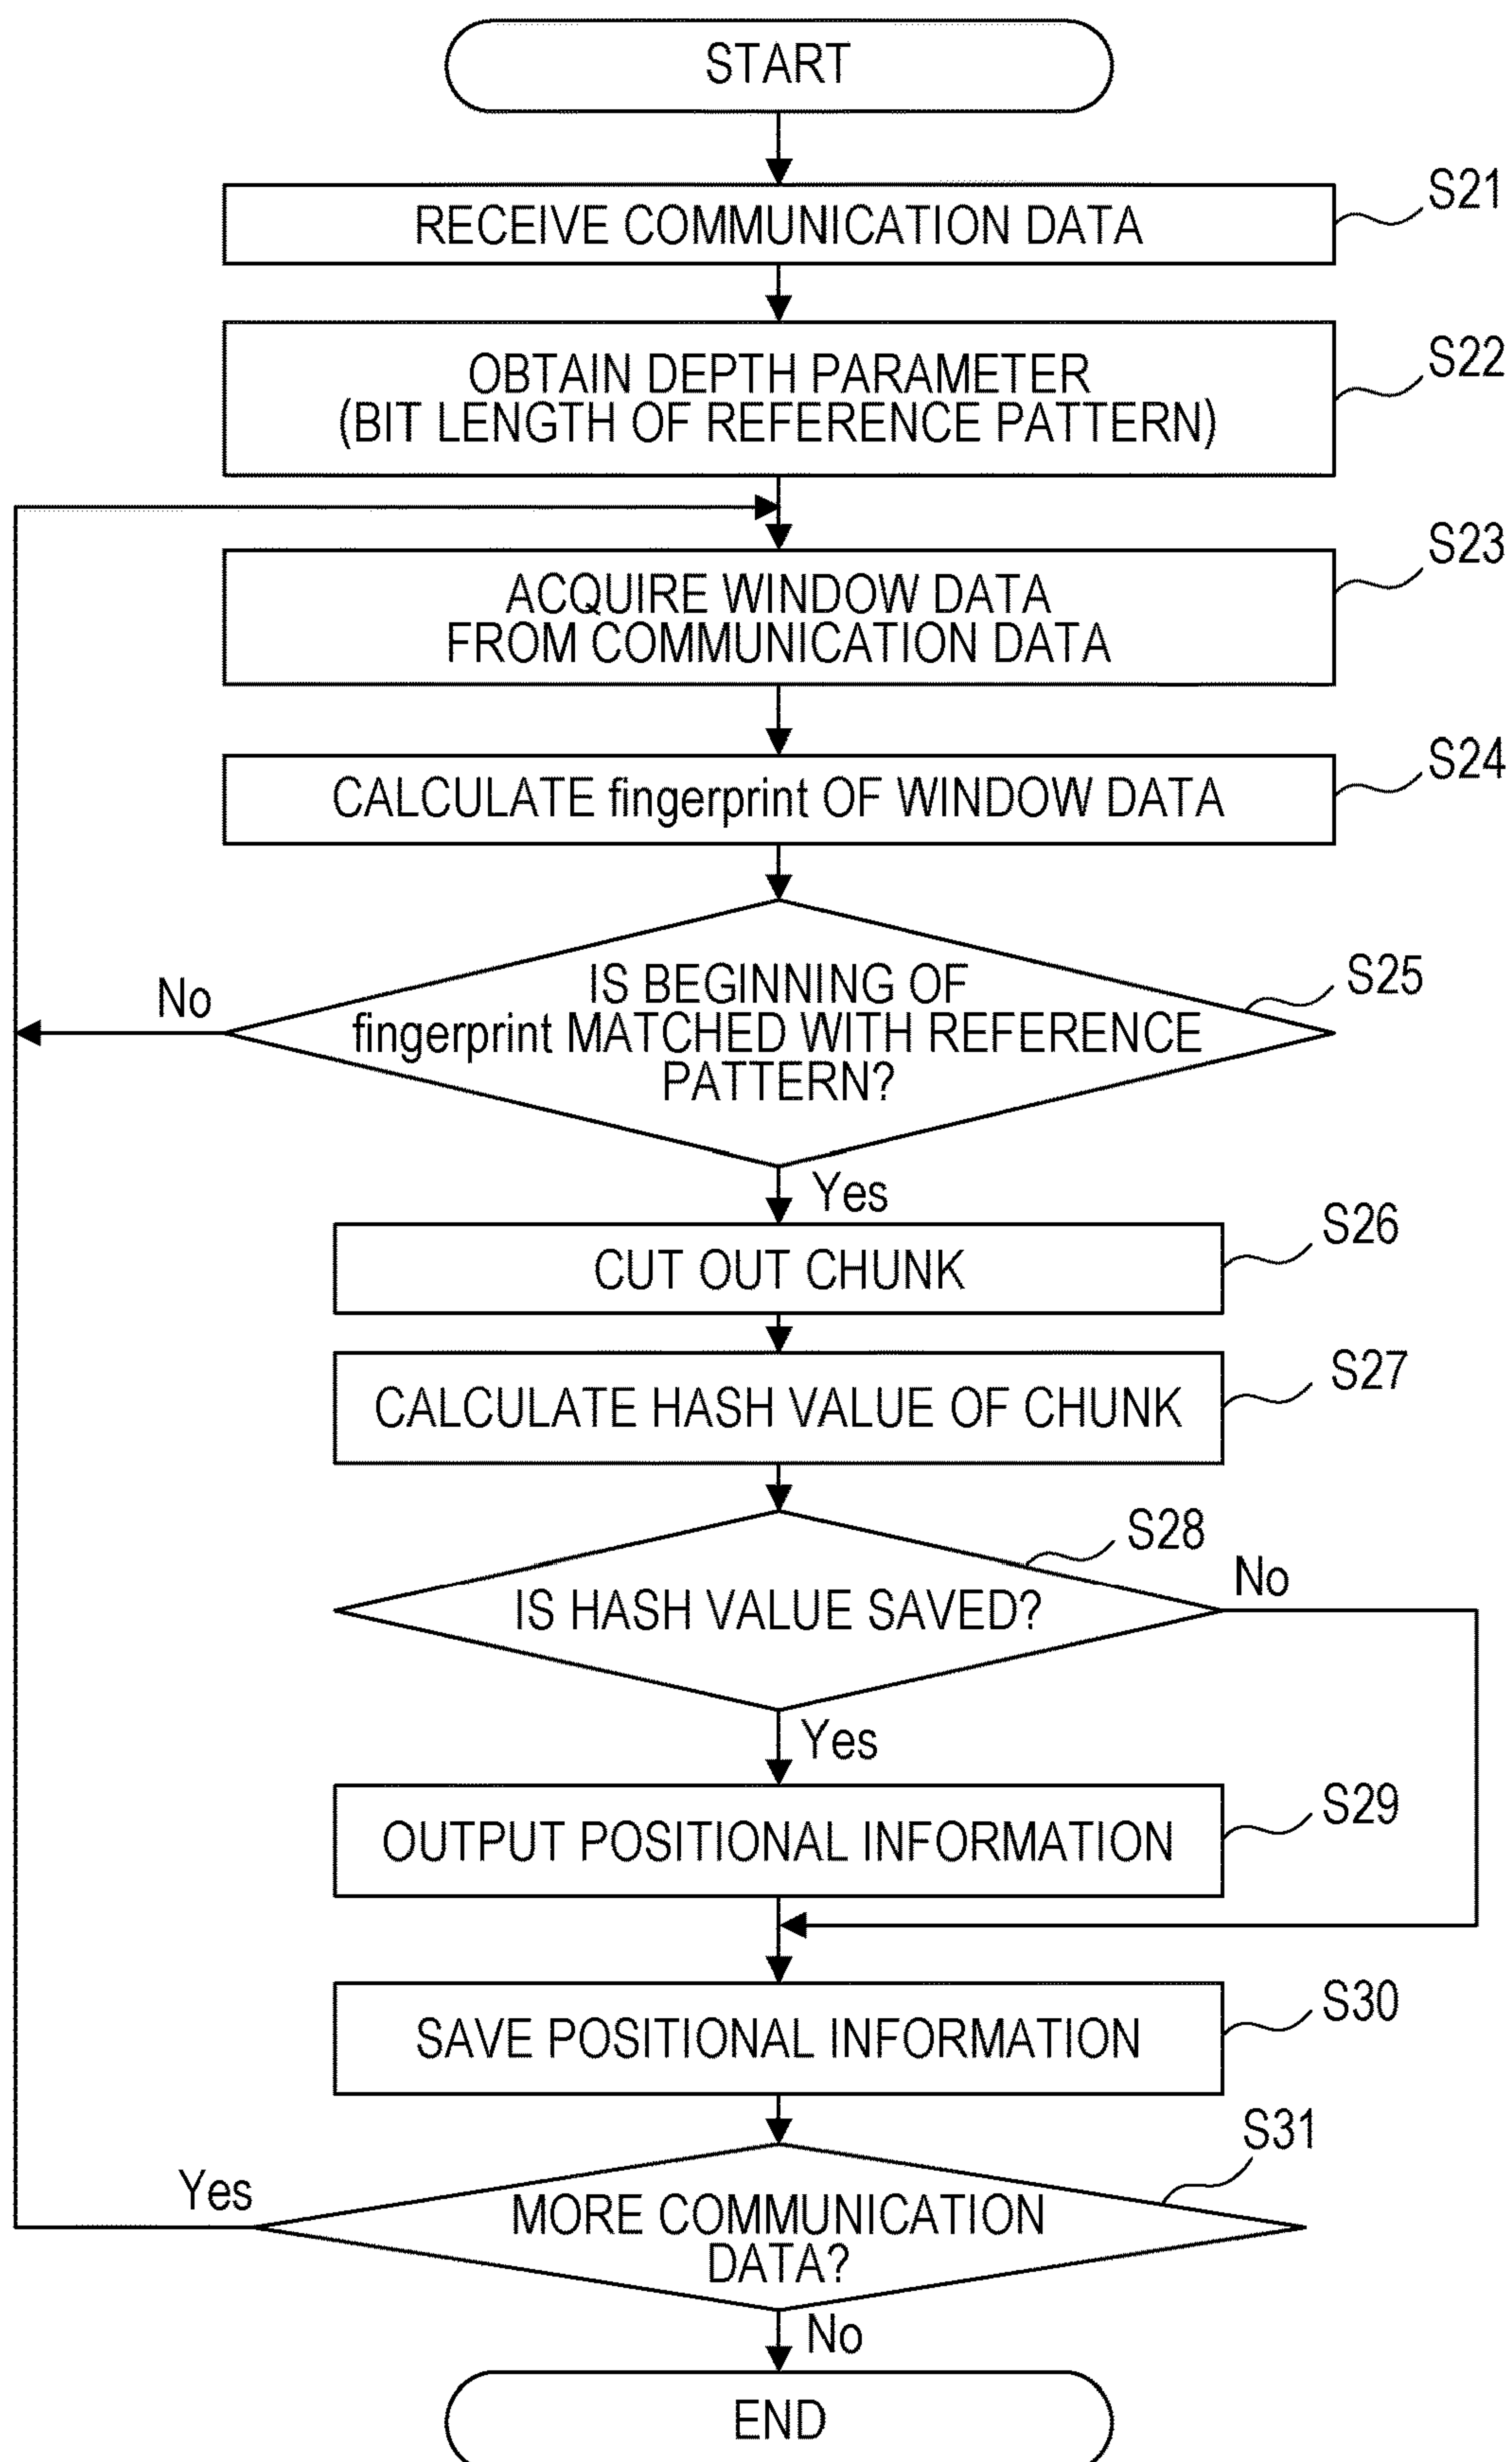 START
RECEIVE COMMUNICATION DATA
S21
OBTAIN DEPTH PARAMETER
(BIT LENGTH OF REFERENCE PATTERN)
S22
ACQUIRE WINDOW DATA
FROM COMMUNICATION DATA
S23
CALCULATE fingerprint OF WINDOW DATA
S24
IS BEGINNING OF
fingerprint MATCHED WITH REFERENCE
PATTERN?
S25
No
Yes
CUT OUT CHUNK
S26
CALCULATE HASH VALUE OF CHUNK
S27
IS HASH VALUE SAVED?
S28
No
Yes
OUTPUT POSITIONAL INFORMATION
S29
SAVE POSITIONAL INFORMATION
S30
MORE COMMUNICATION
DATA?
S31
Yes
No
END